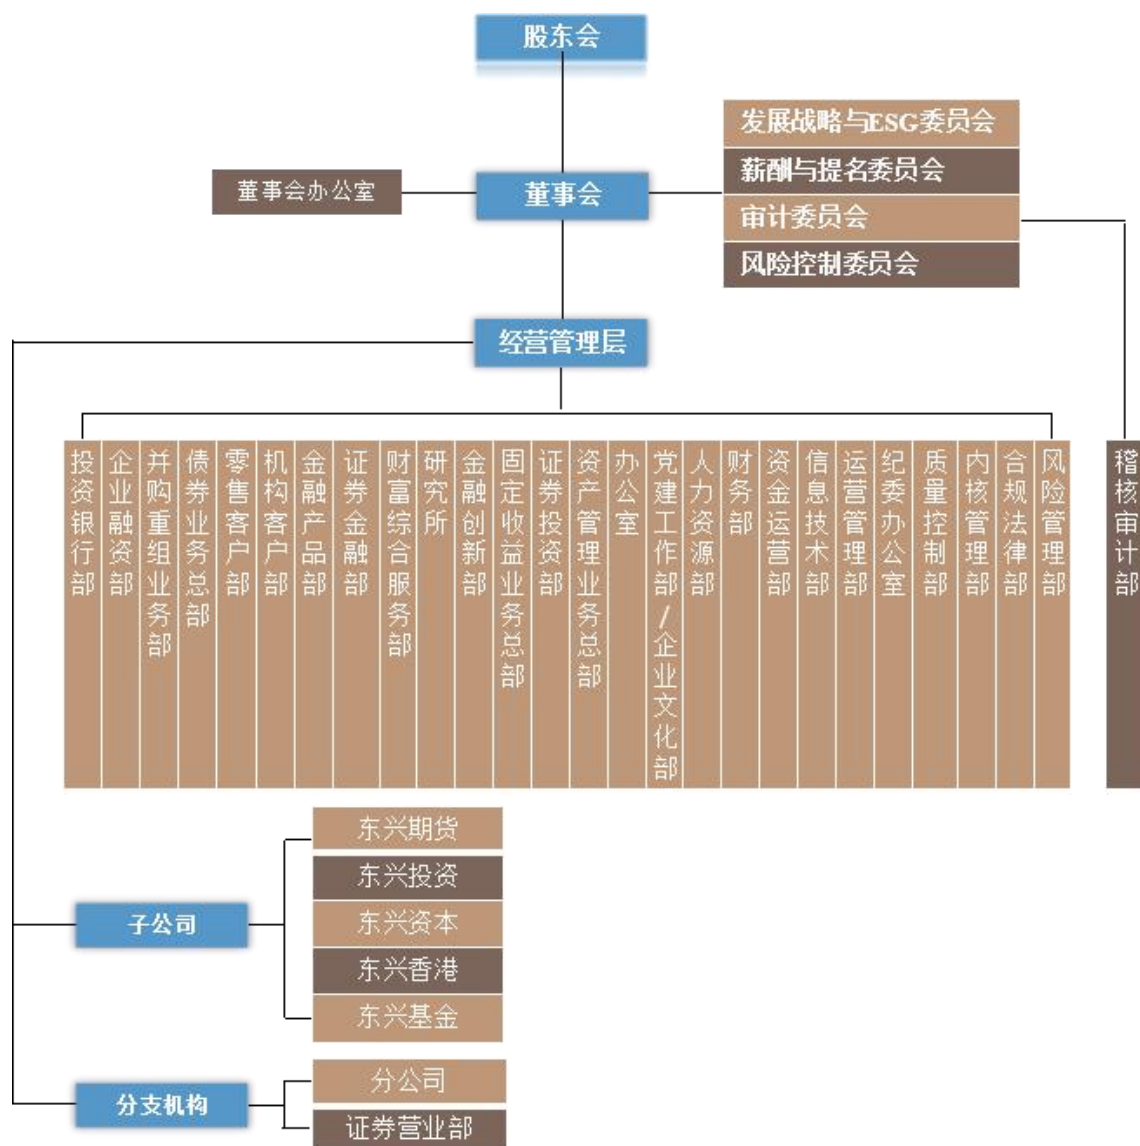 股东会
发展战略与ESG委员会
薪酬与提名委员会
审计委员会
风险控制委员会
董事会办公室
董事会
经营管理层
投资银行部
企业融资部
并购重组业务部
债券业务总部
零售客户部
机构客户部
金融产品部
证券金融部
财富综合服务部
研究所
金融创新部
固定收益业务总部
证券投资部
资产管理业务总部
办公室
党建工作部/企业文化部
人力资源部
财务部
资金运营部
信息技术部
运营管理部
纪委办公室
质量控制部
内核管理部
合规法律部
风险管理部
稽核审计部
子公司
东兴期货
东兴投资
东兴资本
东兴香港
东兴基金
分支机构
分公司
证券营业部